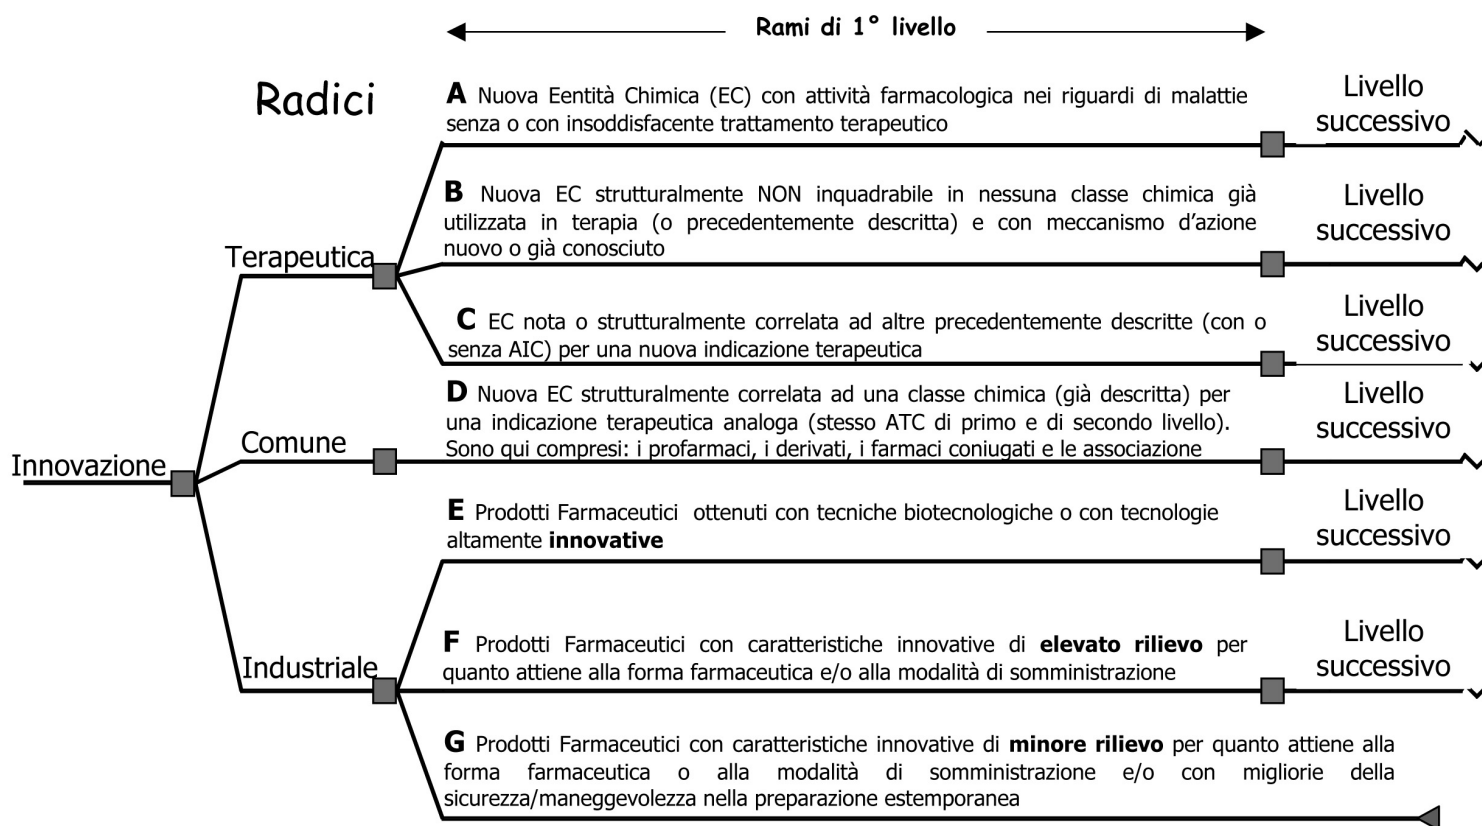 Rami di 1° livello
Radici
A Nuova Eentità Chimica (EC) con attività farmacologica nei riguardi di malattie
senza o con insoddisfacente trattamento terapeutico
Livello
successivo
B Nuova EC strutturalmente NON inquadrabile in nessuna classe chimica già
utilizzata in terapia (o precedentemente descritta) e con meccanismo d'azione
nuovo o già conosciuto
Livello
successivo
Terapeutica
C EC nota o strutturalmente correlata ad altre precedentemente descritte (con o
senza AIC) per una nuova indicazione terapeutica
Livello
successivo
D Nuova EC strutturalmente correlata ad una classe chimica (già descritta) per
una indicazione terapeutica analoga (stesso ATC di primo e di secondo livello).
Sono qui compresi: i profarmaci, i derivati, i farmaci coniugati e le associazione
Livello
successivo
Comune
Innovazione
E Prodotti Farmaceutici ottenuti con tecniche biotecnologiche o con tecnologie
altamente innovative
Livello
successivo
F Prodotti Farmaceutici con caratteristiche innovative di elevato rilievo per
quanto attiene alla forma farmaceutica e/o alla modalità di somministrazione
Livello
successivo
Industriale
G Prodotti Farmaceutici con caratteristiche innovative di minore rilievo per quanto attiene alla
forma farmaceutica o alla modalità di somministrazione e/o con migliorie della
sicurezza/maneggevolezza nella preparazione estemporanea